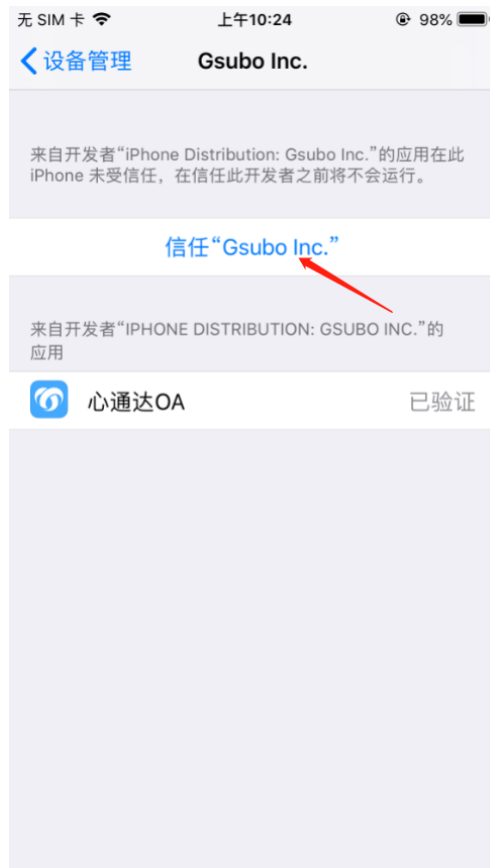 无 SIM 卡 上午10:24 98%
设备管理 Gsubo Inc.
来自开发者“iPhone Distribution: Gsubo Inc.”的应用在此
iPhone 未受信任，在信任此开发者之前将不会运行。
信任“Gsubo Inc.”
来自开发者“IPHONE DISTRIBUTION: GSUBO INC.”的
应用
心通达OA 已验证